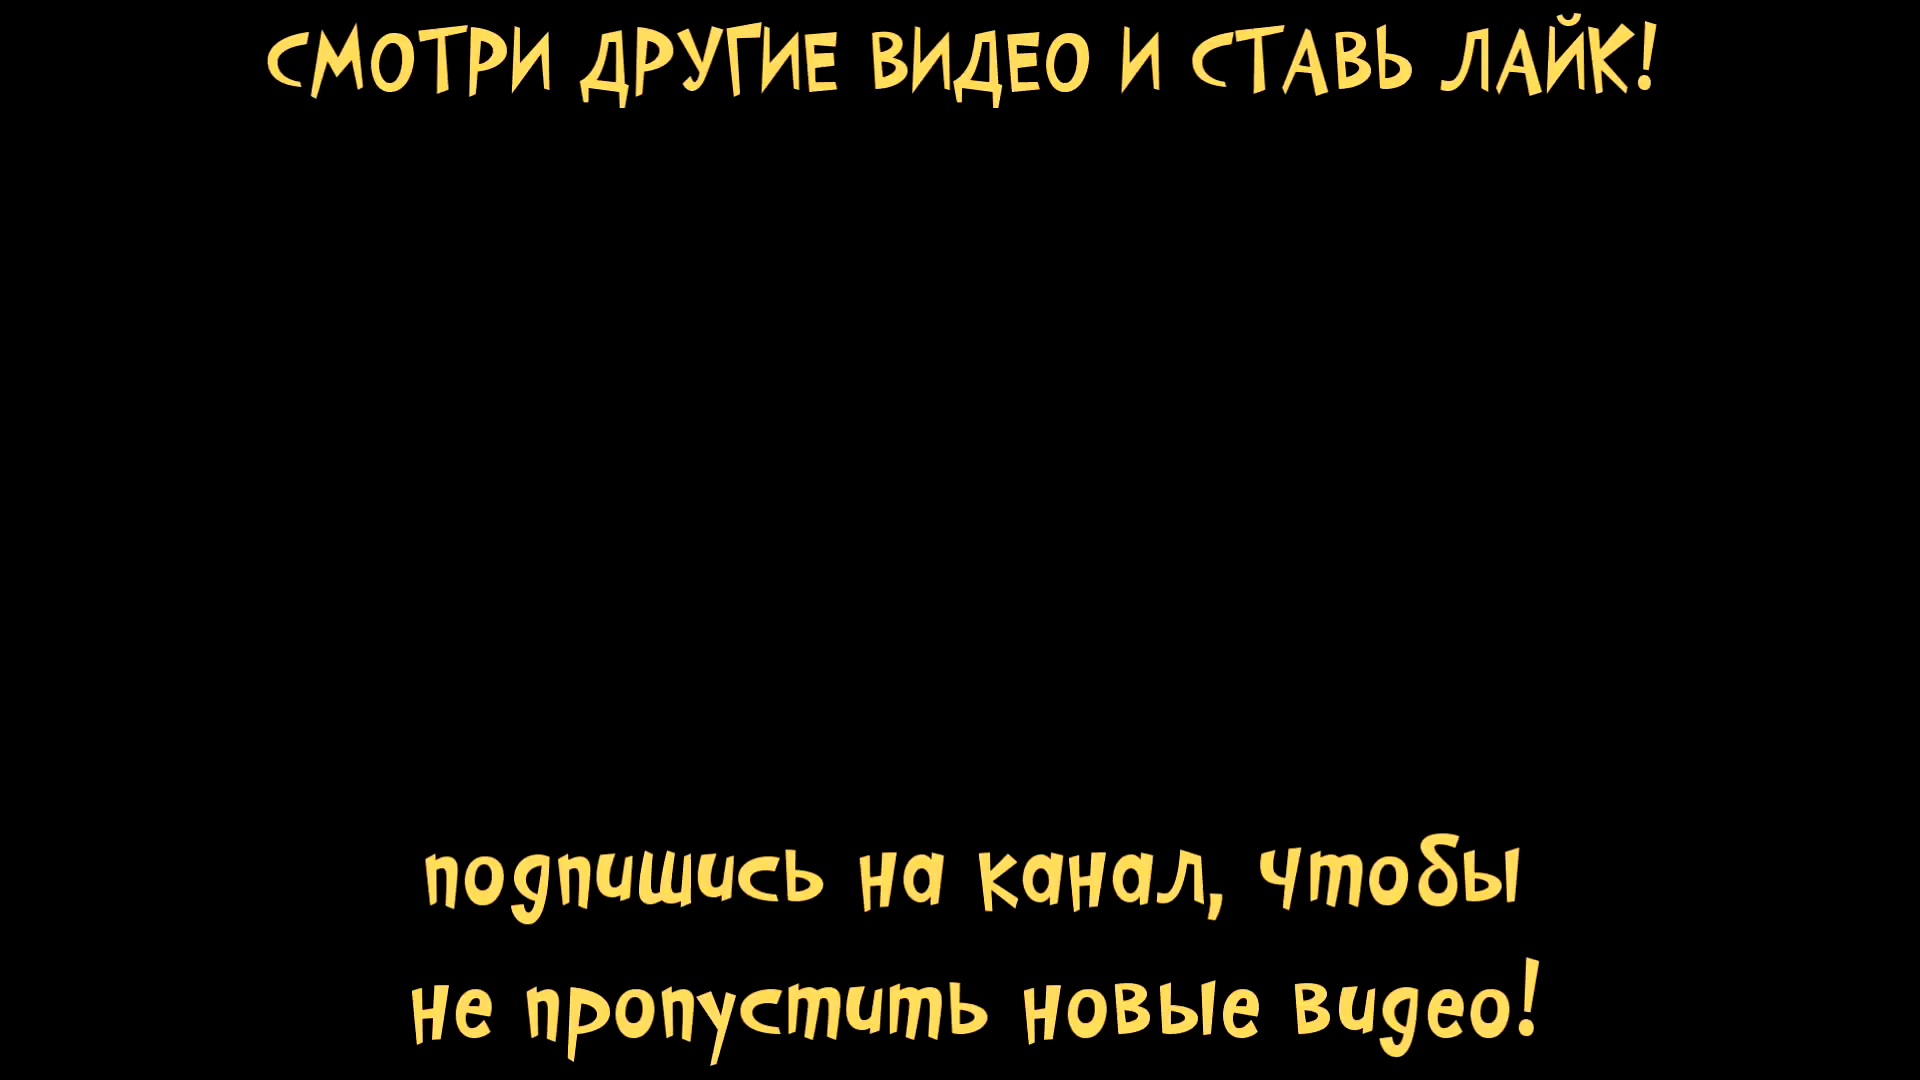 СМОТРИ ДРУГИЕ ВИДЕО И СТАВЬ ЛАЙК!
подпишись на канал, чтобы
не пропустить новые видео!